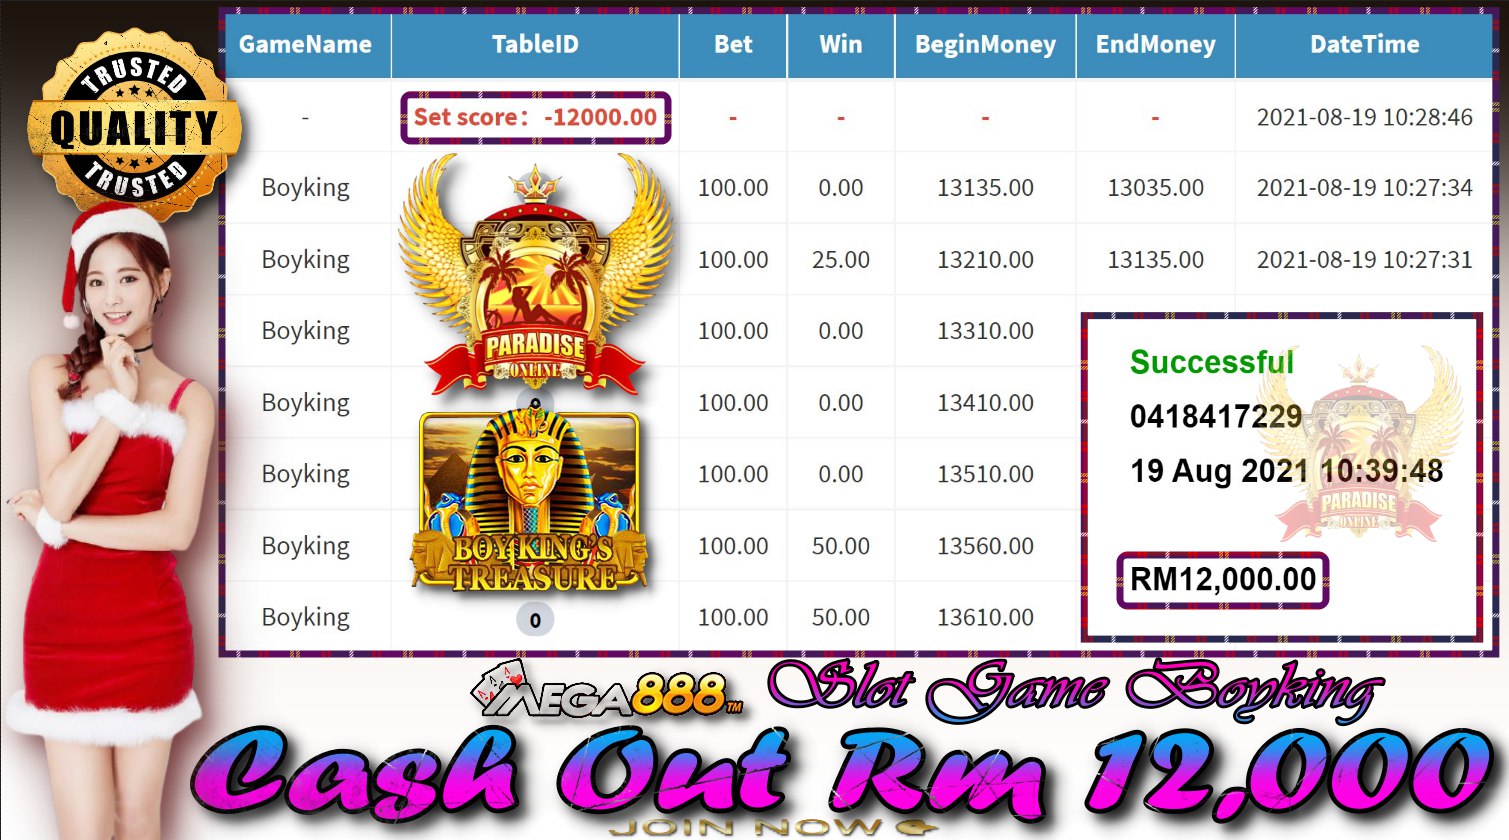 TRUSTED
QUALITY
TRUSTED
GameName TableID Bet Win BeginMoney EndMoney DateTime
- Set score: -12000.00 - - - - 2021-08-19 10:28:46
Boyking 100.00 0.00 13135.00 13035.00 2021-08-19 10:27:34
Boyking 100.00 25.00 13210.00 13135.00 2021-08-19 10:27:31
Boyking 100.00 0.00 13310.00
Boyking 0 100.00 0.00 13410.00
Boyking 100.00 0.00 13510.00
Boyking 100.00 50.00 13560.00
Boyking 0 100.00 50.00 13610.00
PARADISE
ONLINE
BOYKING'S
TREASURE
Successful
0418417229
19 Aug 2021 10:39:48
PARADISE
ONLINE
RM12,000.00
MEGA888™ Slot Game Boyking
Cash Out Rm 12,000
JOIN NOW